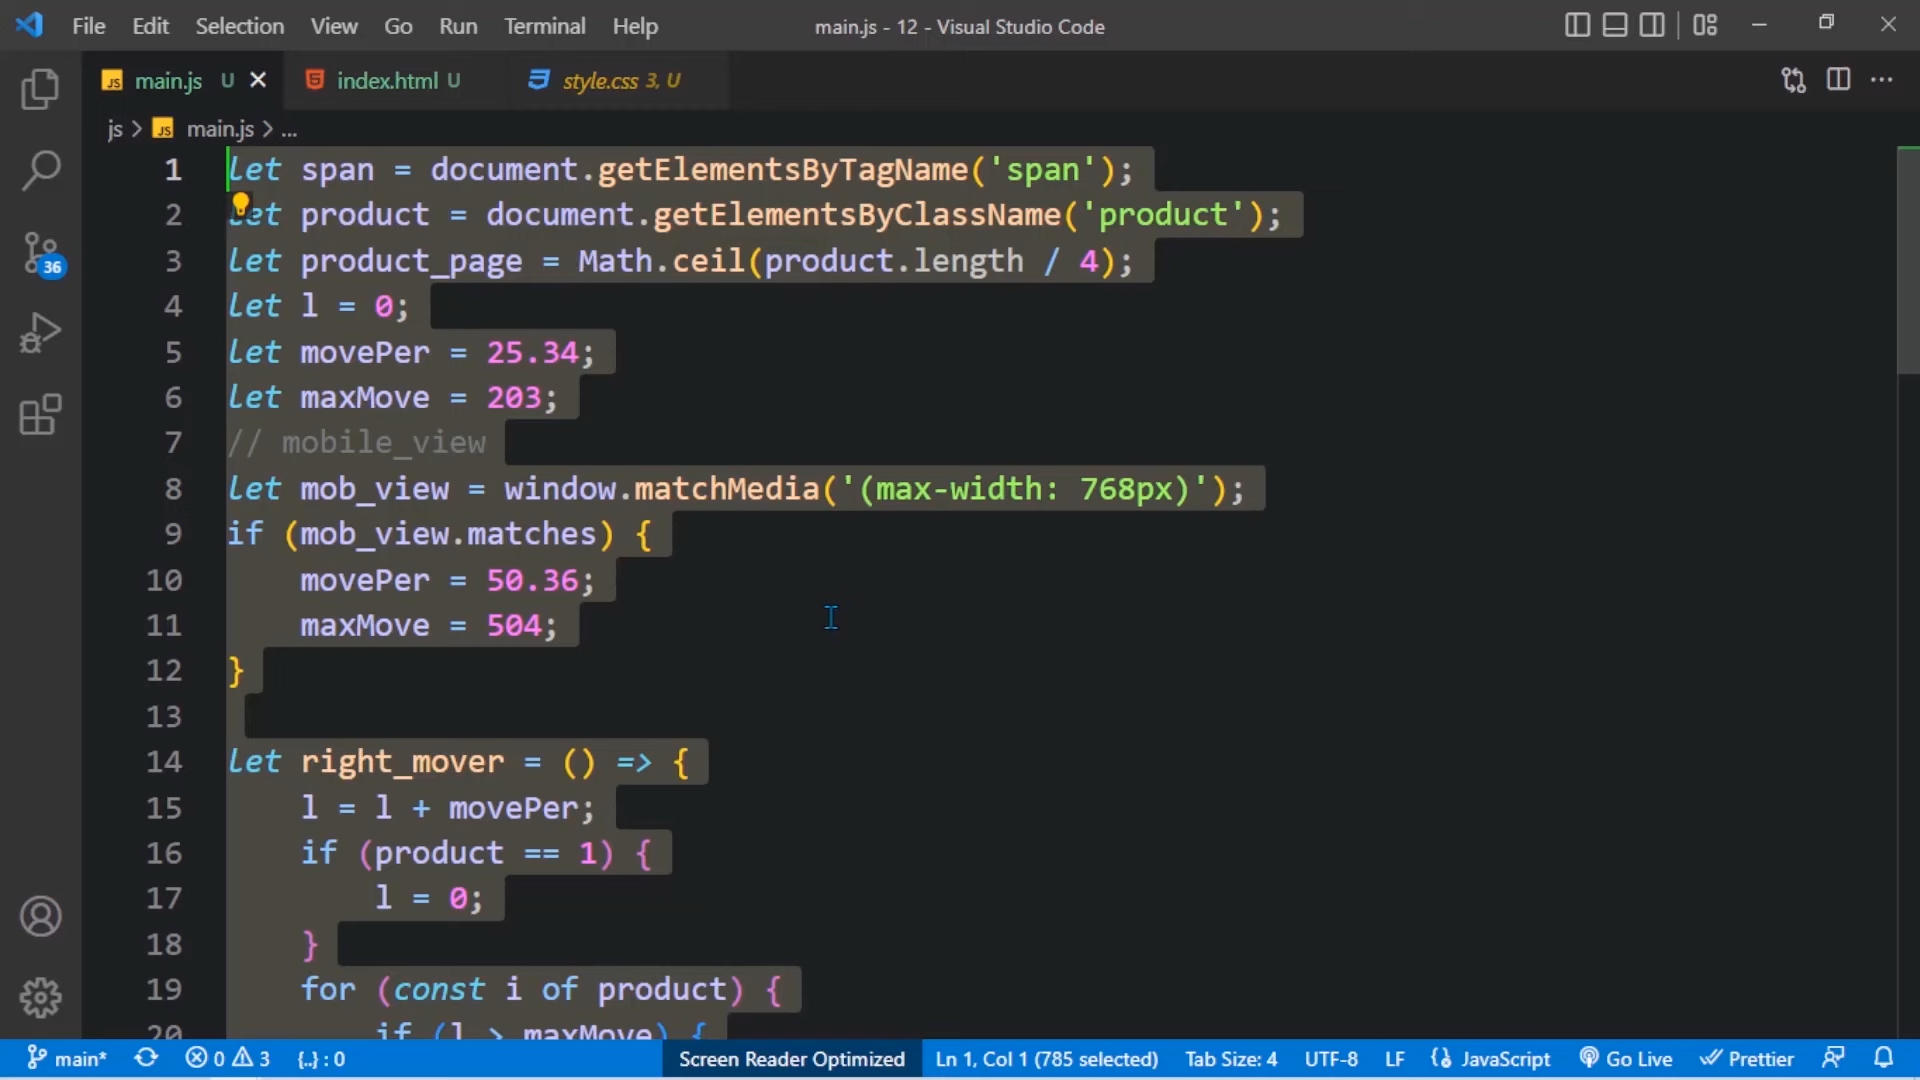 File Edit Selection View Go Run Terminal Help main.js - 12 - Visual Studio Code
JS main.js U index.html U style.css 3, U
js > JS main.js > ...
1 let span = document.getElementsByTagName('span');
2 let product = document.getElementsByClassName('product');
3 let product_page = Math.ceil(product.length / 4);
4 let l = 0;
5 let movePer = 25.34;
6 let maxMove = 203;
7 // mobile_view
8 let mob_view = window.matchMedia('(max-width: 768px)');
9 if (mob_view.matches) {
10 movePer = 50.36;
11 maxMove = 504;
12 }
13
14 let right_mover = () => {
15 l = l + movePer;
16 if (product == 1) {
17 l = 0;
18 }
19 for (const i of product) {
20 if (l > maxMove) {
36
main* 0 3 {..} : 0 Screen Reader Optimized Ln 1, Col 1 (785 selected) Tab Size: 4 UTF-8 LF JavaScript Go Live Prettier